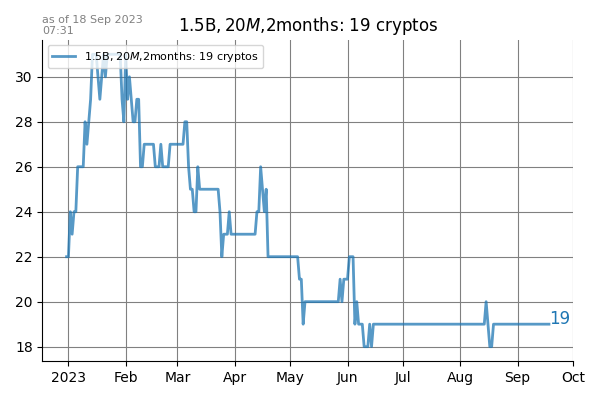 as of 18 Sep 2023
07:31
1.5B, 20M,2months: 19 cryptos
1.5B, 20M,2months: 19 cryptos
30
28
26
24
22
20
18
19
2023 Feb Mar Apr May Jun Jul Aug Sep Oct